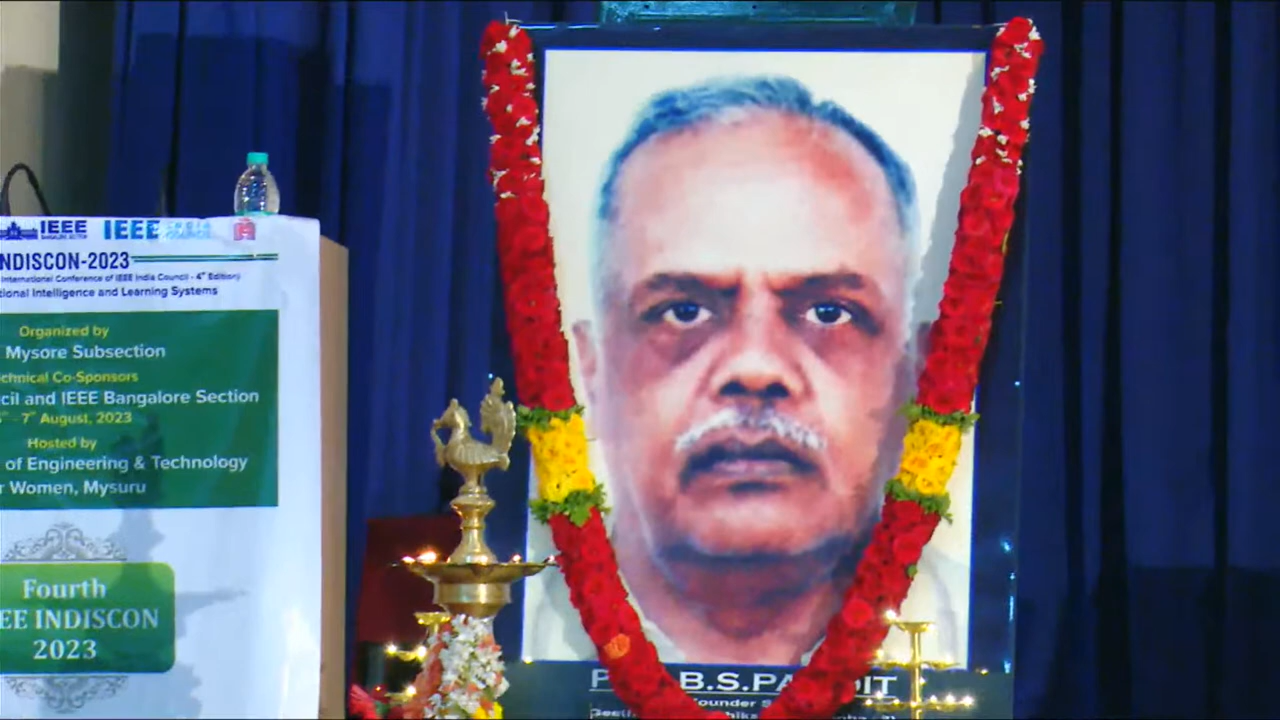 IEEE IEEE
NDISCON-2023
International Conference of IEEE India Council - 4th Edition)
tional Intelligence and Learning Systems
Organized by
Mysore Subsection
chnical Co-Sponsors
cil and IEEE Bangalore Section
7th August, 2023
Hosted by
of Engineering & Technology
r Women, Mysuru
Fourth
EE INDISCON
2023
P B.S.PA DIT
ounder S